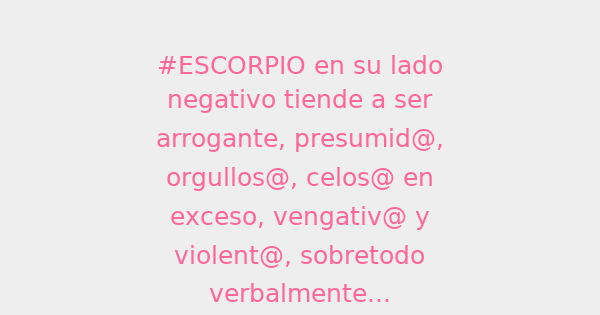 #ESCORPIO en su lado
negativo tiende a ser
arrogante, presumid@,
orgullos@, celos@ en
exceso, vengativ@ y
violent@, sobretodo
verbalmente...